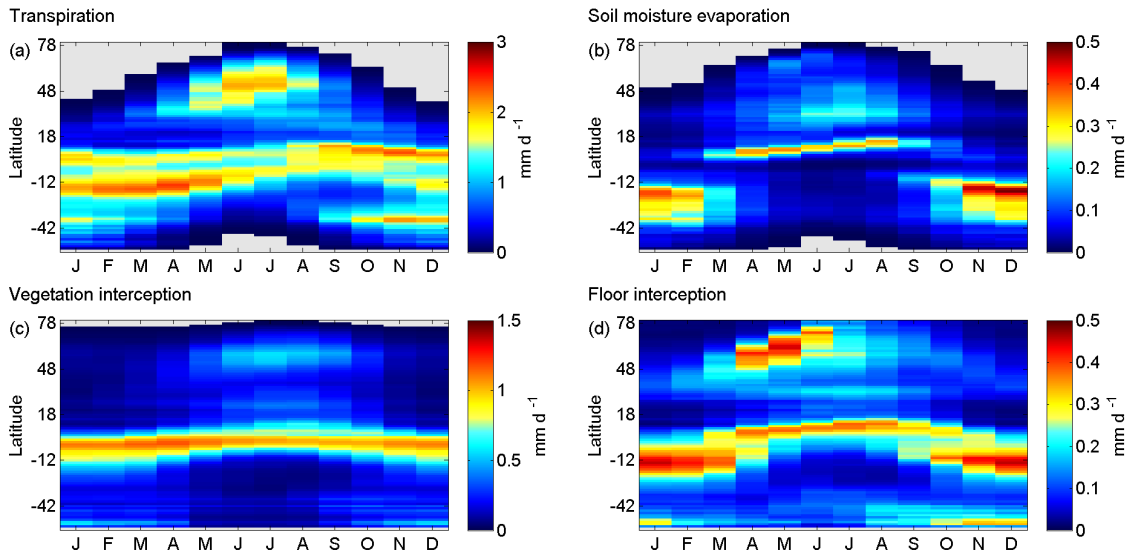 Transpiration
(a)
78
48
18
-12
-42
Latitude
J F M A M J J A S O N D
3
2
1
0
mm d -1
Soil moisture evaporation
(b)
78
48
18
-12
-42
Latitude
J F M A M J J A S O N D
0.5
0.4
0.3
0.2
0.1
0
mm d -1
Vegetation interception
(c)
78
48
18
-12
-42
Latitude
J F M A M J J A S O N D
1.5
1
0.5
0
mm d -1
Floor interception
(d)
78
48
18
-12
-42
Latitude
J F M A M J J A S O N D
0.5
0.4
0.3
0.2
0.1
0
mm d -1